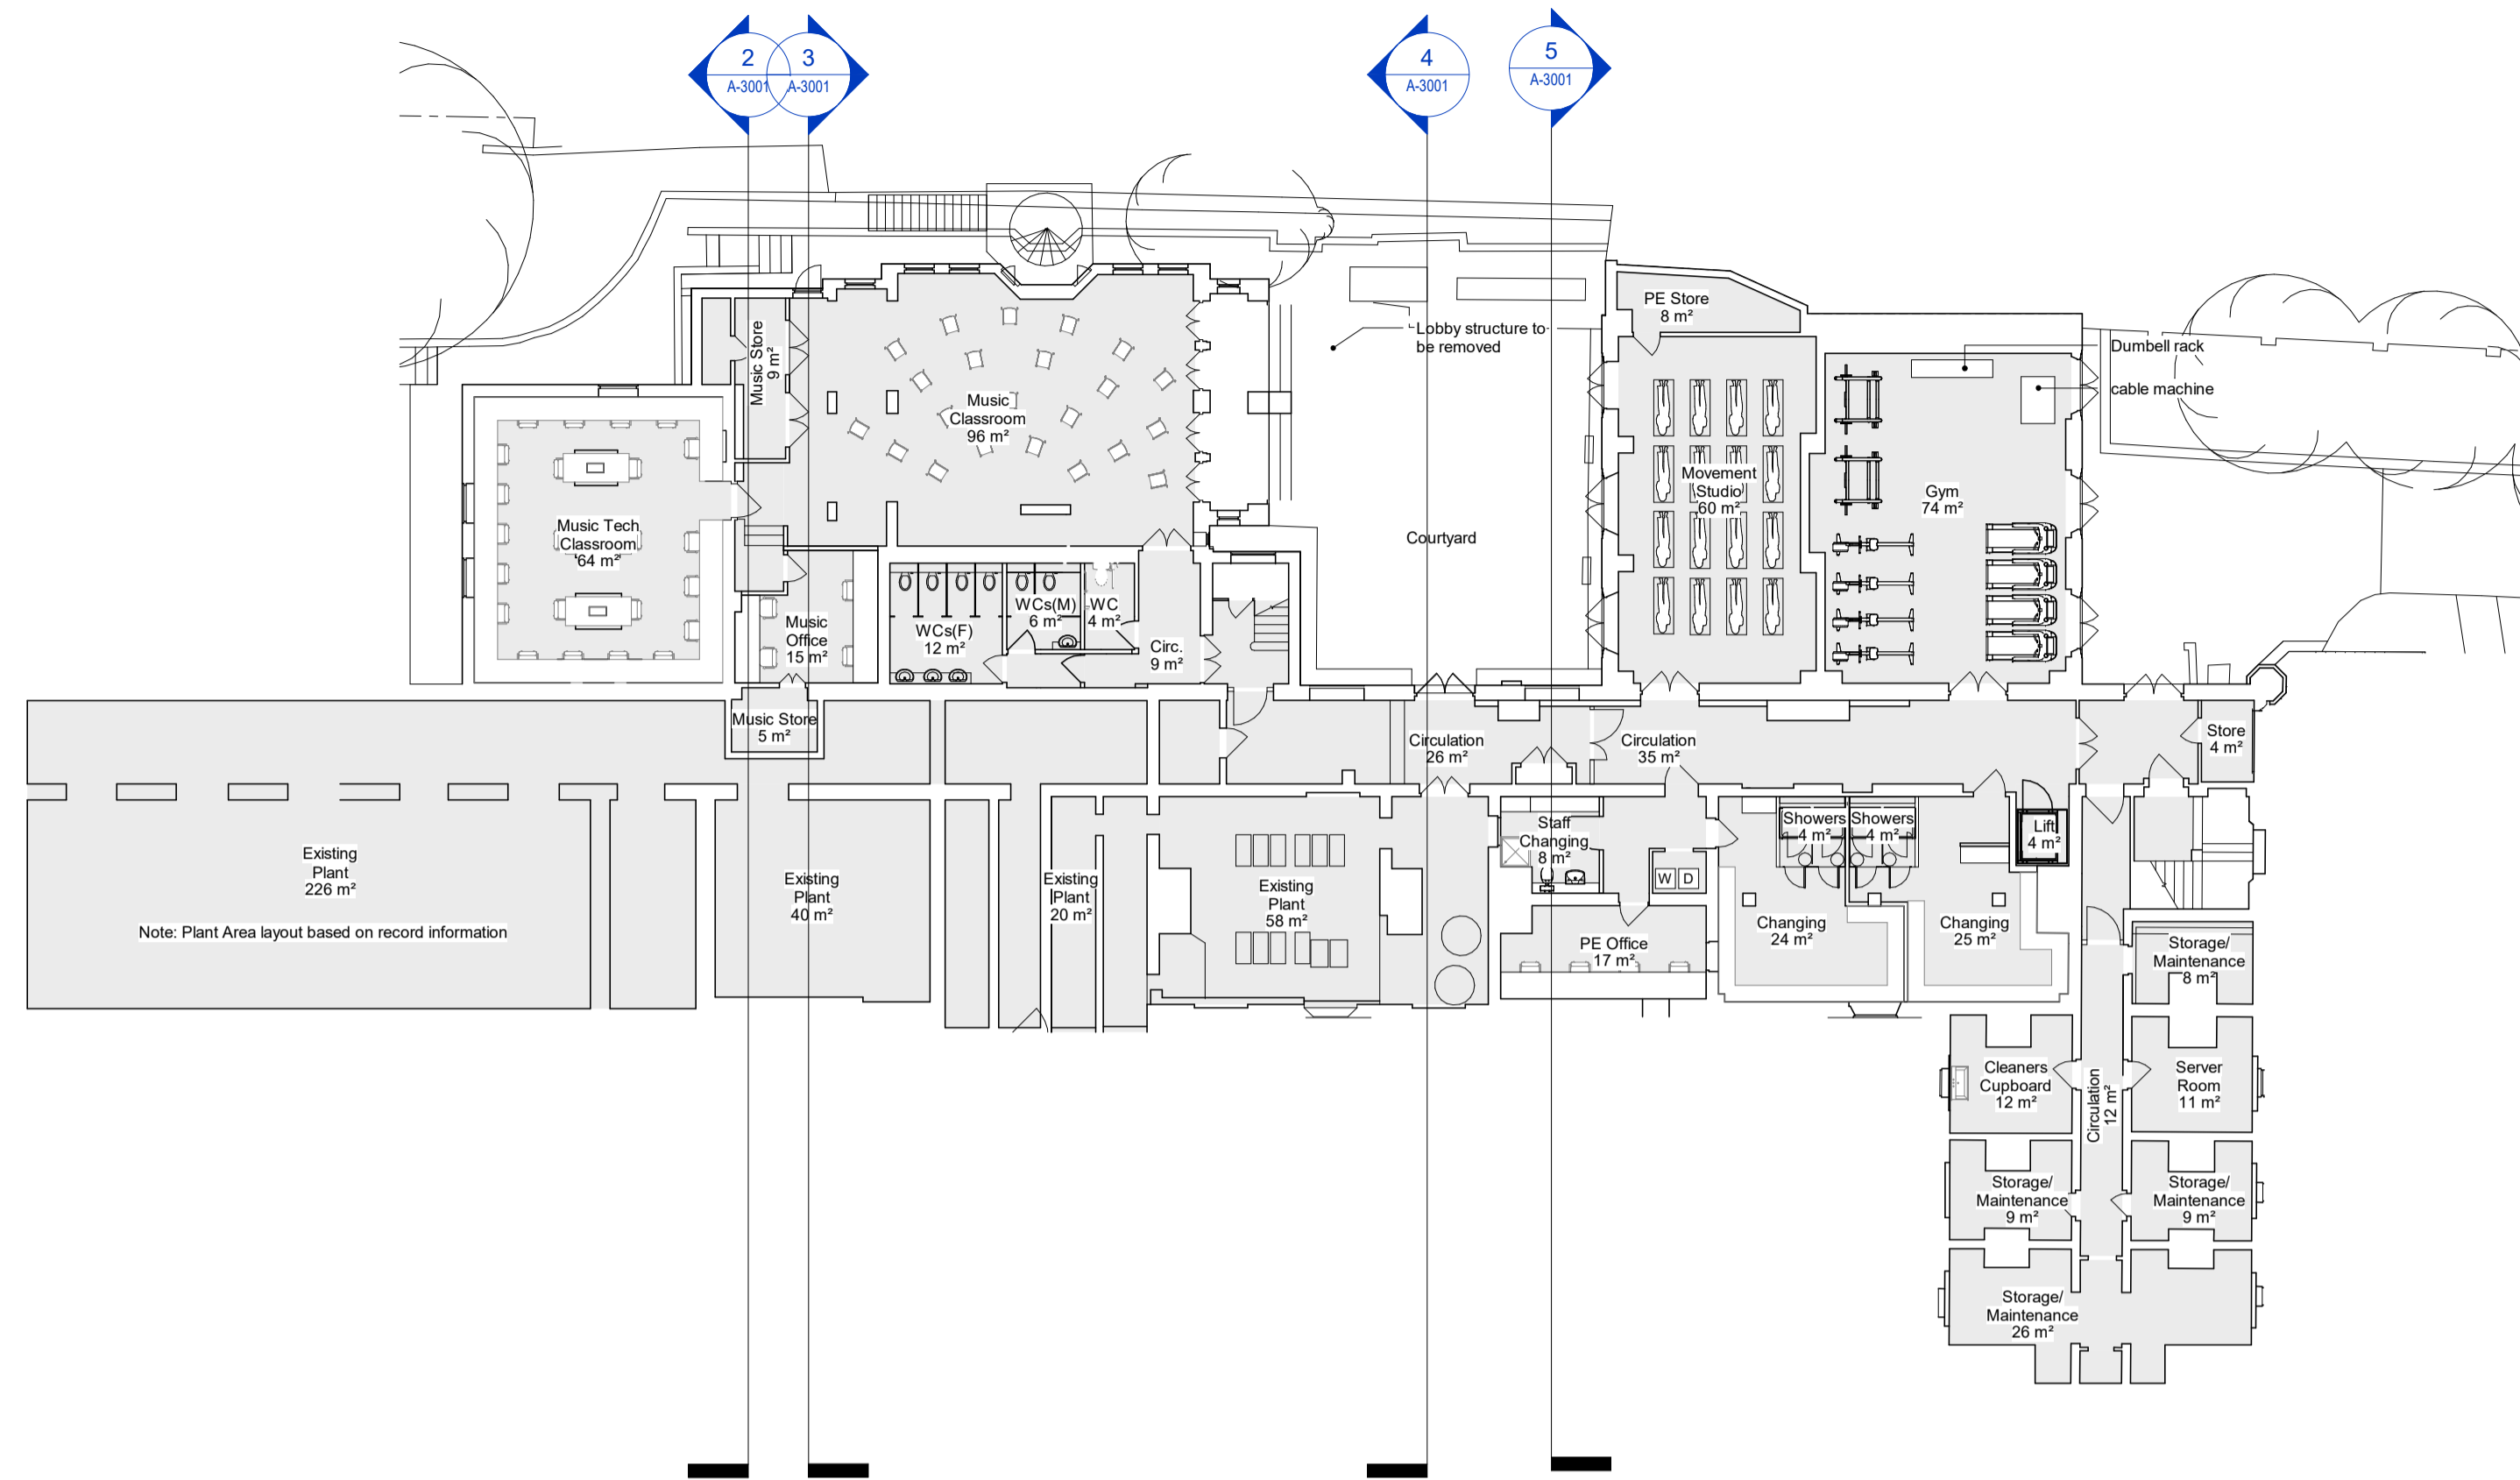 2
A-3001
3
A-3001
4
A-3001
5
A-3001
PE Store
8 m²
Lobby structure to
be removed
Dumbell rack
cable machine
Music Store
9 m²
Music
Classroom
96 m²
Movement
Studio
60 m²
Gym
74 m²
Music Tech
Classroom
64 m²
Courtyard
WCs(M)
6 m²
WC
4 m²
WCs(F)
12 m²
Music
Office
15 m²
Circ.
9 m²
Music Store
5 m²
Circulation
26 m²
Circulation
35 m²
Store
4 m²
Staff
Changing
8 m²
Showers
4 m²
Showers
4 m²
Lift
4 m²
Existing
Plant
226 m²
Existing
Plant
40 m²
Existing
Plant
20 m²
Existing
Plant
58 m²
W
D
Note: Plant Area layout based on record information
PE Office
17 m²
Changing
24 m²
Changing
25 m²
Storage/
Maintenance
8 m²
Cleaners
Cupboard
12 m²
Circulation
12 m²
Server
Room
11 m²
Storage/
Maintenance
9 m²
Storage/
Maintenance
9 m²
Storage/
Maintenance
26 m²